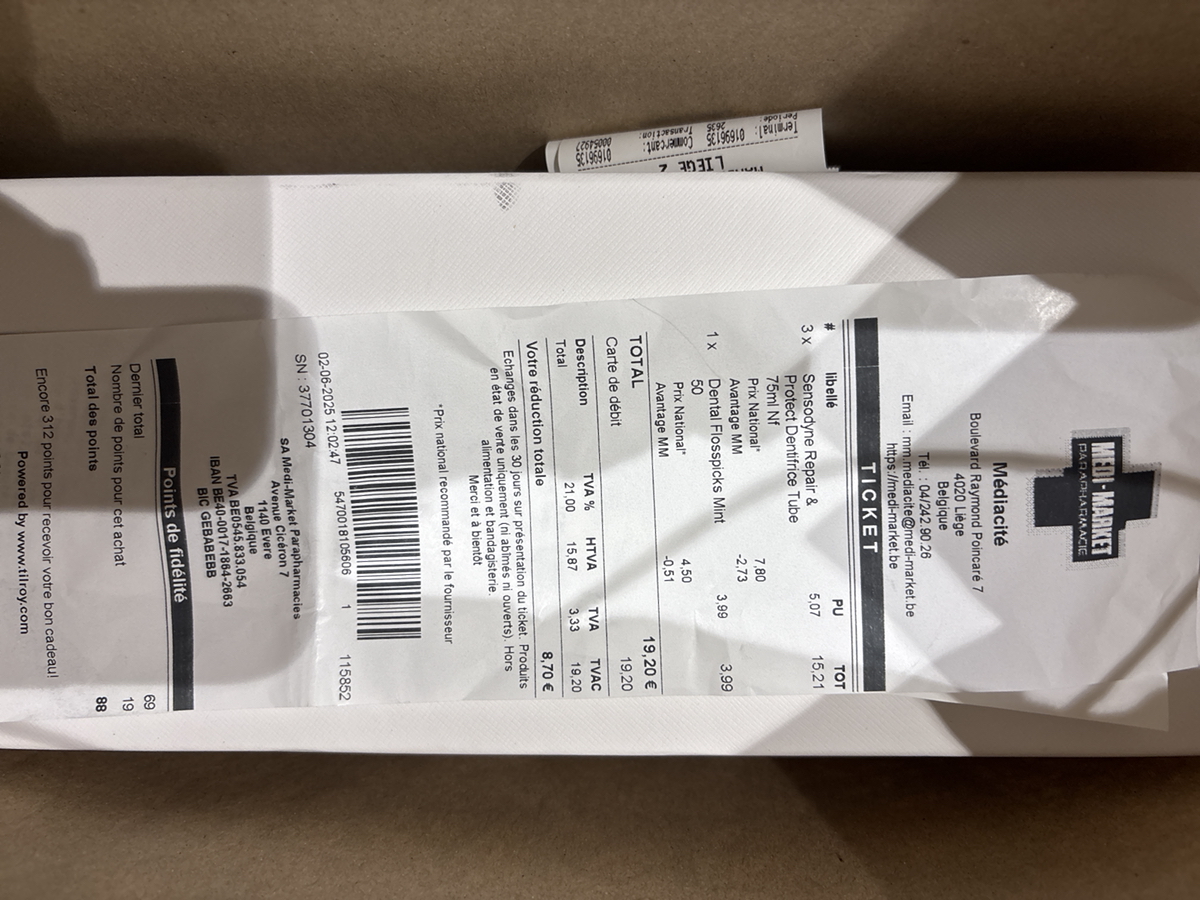 MEDI-MARKET
PARAPHARMACIE
Médiacité
Boulevard Raymond Poincaré 7
4020 Liège
Belgique
Tél. : 04/242 90 26
Email : mm.mediacite@medi-market.be
https://medi-market.be
TICKET
# libellé PU TOT
3 x Sensodyne Repair & 5,07 15,21
Protect Dentifrice Tube
75ml Nf
Prix National* 7,80
Avantage MM -2,73
1 x Dental Flosspicks Mint 3,99 3,99
50
Prix National* 4,50
Avantage MM -0,51
TOTAL 19,20 €
Carte de débit 19,20
Description TVA % HTVA TVA TVAC
Total 21,00 15,87 3,33 19,20
Votre réduction totale 8,70 €
Echanges dans les 30 jours sur présentation du ticket. Produits
en état de vente uniquement (ni abîmés ni ouverts). Hors
alimentation et bandagisterie.
Merci et à bientôt
*Prix national recommandé par le fournisseur
02-06-2025 12:02:47 5470018105606 1 115852
SN : 37701304
SA Medi-Market Parapharmacies
Avenue Cicéron 7
1140 Evere
Belgique
TVA BE0545.833.054
IBAN BE40-0017-1864-2663
BIC GEBABEBB
Points de fidélité
Dernier total 69
Nombre de points pour cet achat 19
Total des points 88
Encore 312 points pour recevoir votre bon cadeau!
Powered by www.tilroy.com
LIEGE 2
Commercant: 01696135
Terminal: 01696135
Transaction: 00054927
Periode: 2635